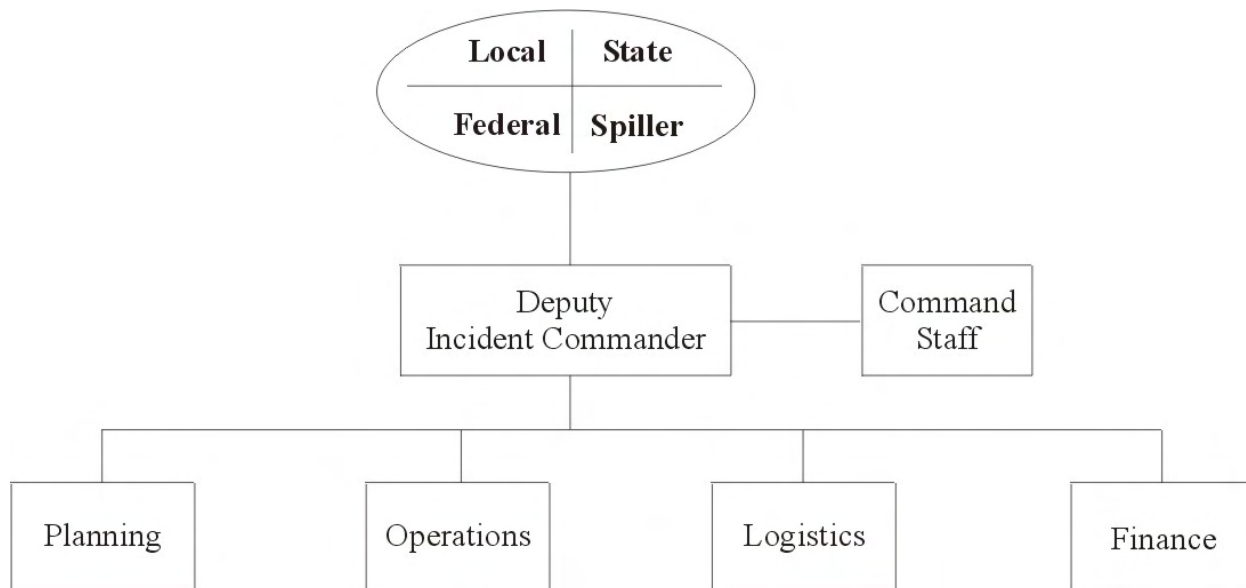 Local State
Federal Spiller
Deputy
Incident Commander
Command
Staff
Planning
Operations
Logistics
Finance